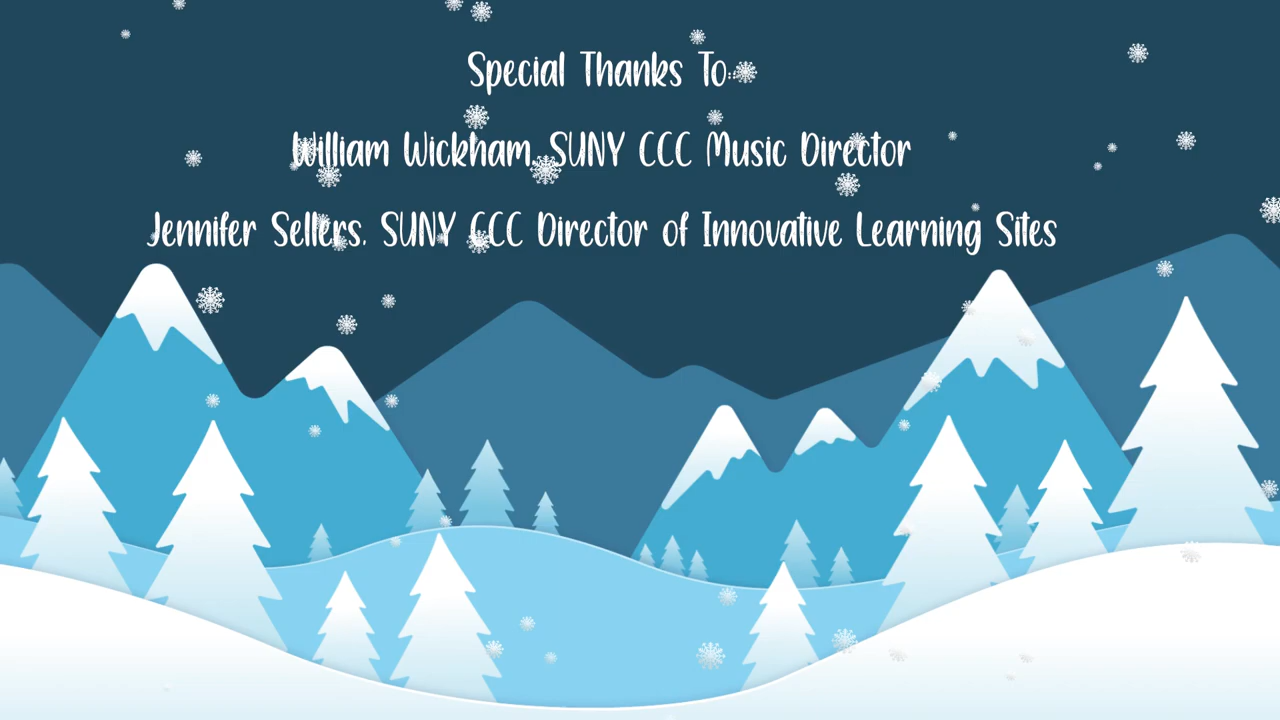 Special Thanks To:
William Wickham, SUNY CCC Music Director
Jennifer Sellers, SUNY CCC Director of Innovative Learning Sites